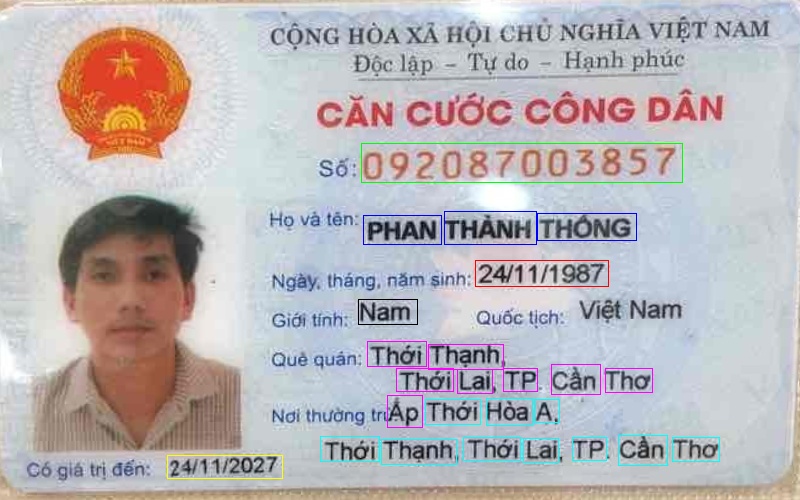 CỘNG HÒA XÃ HỘI CHỦ NGHĨA VIỆT NAM
Độc lập - Tự do - Hạnh phúc
CĂN CƯỚC CÔNG DÂN
Số: 092087003857
Họ và tên: PHAN THÀNH THÔNG
Ngày, tháng, năm sinh: 24/11/1987
Giới tính: Nam Quốc tịch: Việt Nam
Quê quán: Thới Thạnh,
Thới Lai, TP. Cần Thơ
Nơi thường trú: Ấp Thới Hòa A,
Thới Thạnh, Thới Lai, TP. Cần Thơ
Có giá trị đến: 24/11/2027